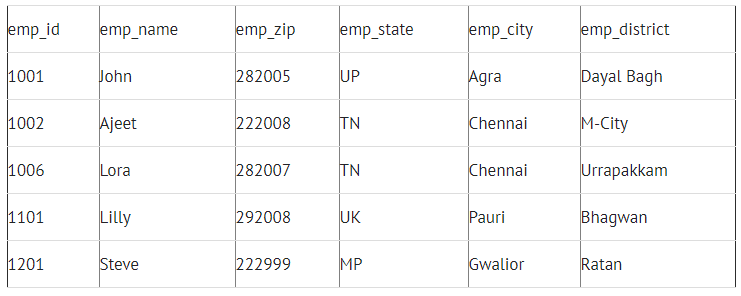 emp_id emp_name emp_zip emp_state emp_city emp_district
1001 John 282005 UP Agra Dayal Bagh
1002 Ajeet 222008 TN Chennai M-City
1006 Lora 282007 TN Chennai Urrapakkam
1101 Lilly 292008 UK Pauri Bhagwan
1201 Steve 222999 MP Gwalior Ratan